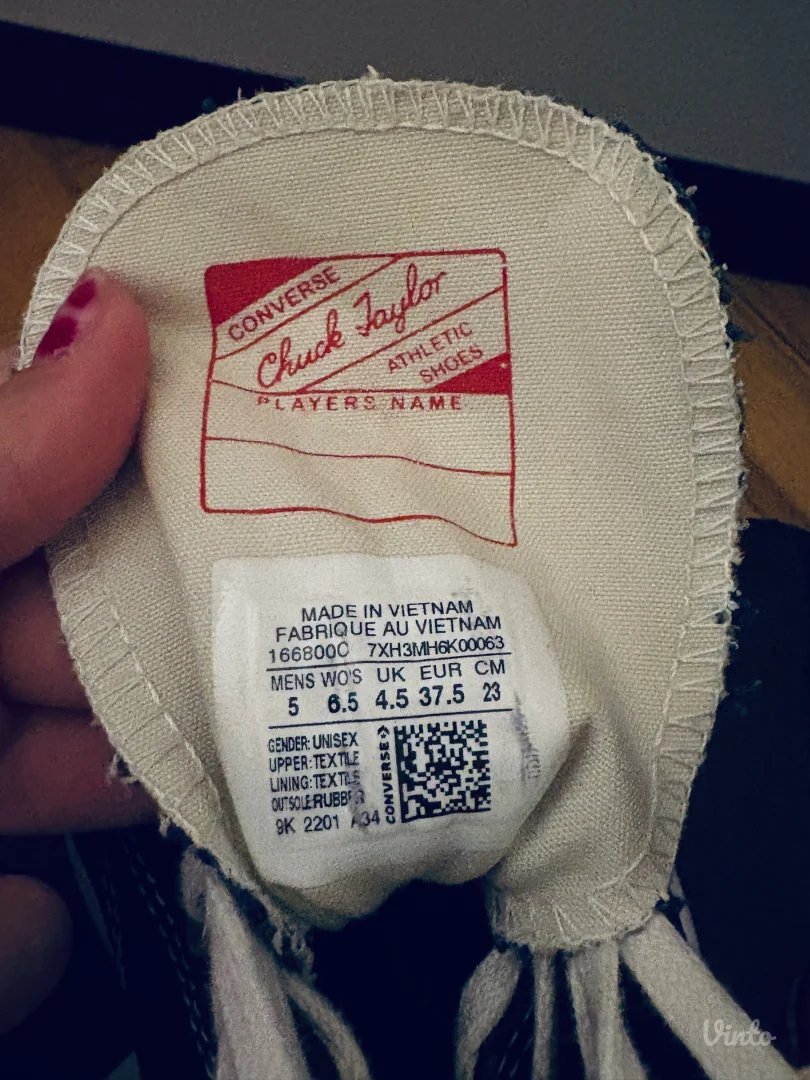 CONVERSE
Chuck Taylor
ATHLETIC
SHOES
PLAYERS NAME
MADE IN VIETNAM
FABRIQUE AU VIETNAM
166800C 7XH3MH6K00063
MENS WO'S UK EUR CM
5 6.5 4.5 37.5 23
GENDER: UNISEX
UPPER: TEXTILE
LINING: TEXTILE
OUTSOLE: RUBBER
9K 2201 A34
CONVERSE
Vinto